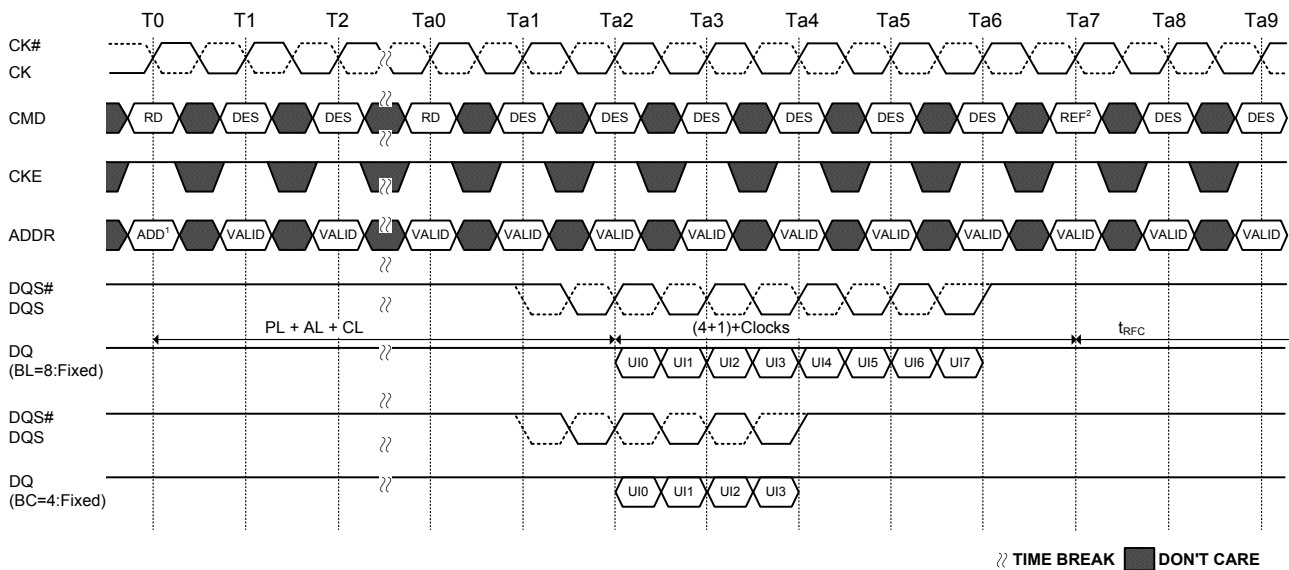 T0 T1 T2 Ta0 Ta1 Ta2 Ta3 Ta4 Ta5 Ta6 Ta7 Ta8 Ta9
CK#
CK
CMD RD DES DES RD DES DES DES DES DES DES REF² DES DES
CKE
ADDR ADD¹ VALID VALID VALID VALID VALID VALID VALID VALID VALID VALID VALID VALID
DQS#
DQS
PL + AL + CL (4+1)+Clocks tRFC
DQ
(BL=8:Fixed) UI0 UI1 UI2 UI3 UI4 UI5 UI6 UI7
DQS#
DQS
DQ
(BC=4:Fixed) UI0 UI1 UI2 UI3
TIME BREAK DON'T CARE